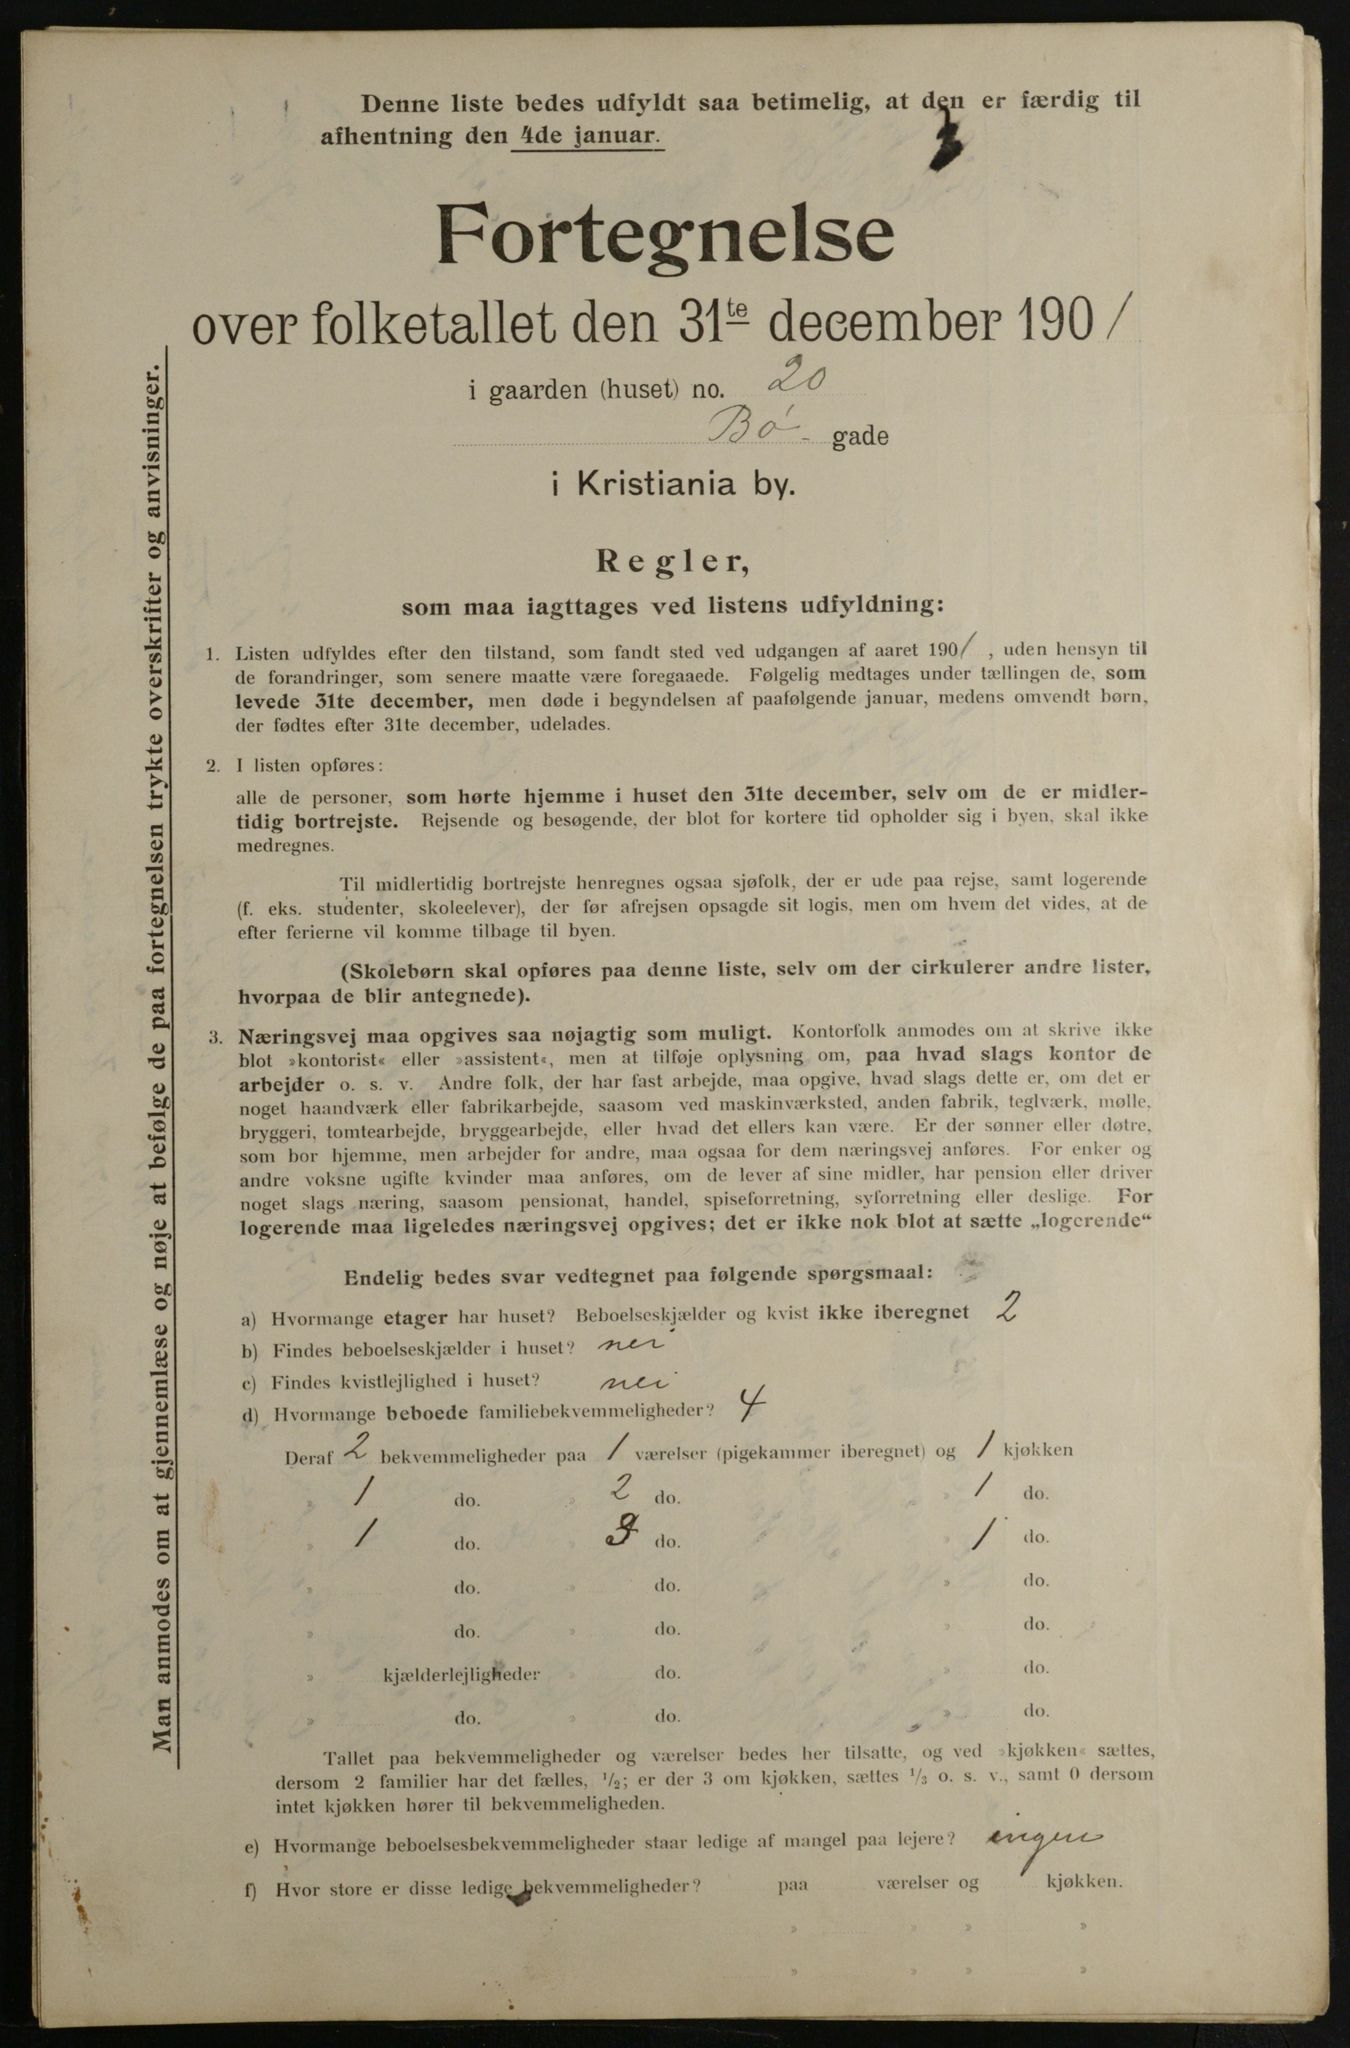 Denne liste bedes udfyldt saa betimelig, at den er færdig til
afhentning den 4de januar.
Fortegnelse
over folketallet den 31te december 1901
i gaarden (huset) no. 20
Bø- gade
i Kristiania by.
Regler,
som maa iagttages ved listens udfyldning:
1. Listen udfyldes efter den tilstand, som fandt sted ved udgangen af aaret 1901, uden hensyn til
de forandringer, som senere maatte være foregaaede. Følgelig medtages under tællingen de, som
levede 31te december, men døde i begyndelsen af paafølgende januar, medens omvendt børn,
der fødtes efter 31te december, udelades.
2. I listen opføres:
alle de personer, som hørte hjemme i huset den 31te december, selv om de er midler-
tidig bortrejste. Rejsende og besøgende, der blot for kortere tid opholder sig i byen, skal ikke
medregnes.
Til midlertidig bortrejste henregnes ogsaa sjøfolk, der er ude paa rejse, samt logerende
(f. eks. studenter, skoleelever), der før afrejsen opsagde sit logis, men om hvem det vides, at de
efter ferierne vil komme tilbage til byen.
(Skolebørn skal opføres paa denne liste, selv om der cirkulerer andre lister,
hvorpaa de blir antegnede).
3. Næringsvej maa opgives saa nøjagtig som muligt. Kontorfolk anmodes om at skrive ikke
blot »kontorist« eller »assistent«, men at tilføje oplysning om, paa hvad slags kontor de
arbejder o. s. v. Andre folk, der har fast arbejde, maa opgive, hvad slags dette er, om det er
noget haandværk eller fabrikarbejde, saasom ved maskinværksted, anden fabrik, teglværk, mølle,
bryggeri, tomtearbejde, bryggearbejde, eller hvad det ellers kan være. Er der sønner eller døtre,
som bor hjemme, men arbejder for andre, maa ogsaa for dem næringsvej anføres. For enker og
andre voksne ugifte kvinder maa anføres, om de lever af sine midler, har pension eller driver
noget slags næring, saasom pensionat, handel, spiseforretning, syforretning eller deslige. For
logerende maa ligeledes næringsvej opgives; det er ikke nok blot at sætte „logerende“
Endelig bedes svar vedtegnet paa følgende spørgsmaal:
a) Hvormange etager har huset? Beboelseskjælder og kvist ikke iberegnet 2
b) Findes beboelseskjælder i huset? nei
c) Findes kvistlejlighed i huset? nei
d) Hvormange beboede familiebekvemmeligheder? 4
Deraf 2 bekvemmeligheder paa 1 værelser (pigekammer iberegnet) og 1 kjøkken
„ 1 do. „ 2 do. „ 1 do.
„ 1 do. „ 3 do. „ 1 do.
„ do. „ do. „ do.
„ do. „ do. „ do.
„ kjælderlejligheder „ do. „ do.
„ do. „ do. „ do.
Tallet paa bekvemmeligheder og værelser bedes her tilsatte, og ved »kjøkken« sættes,
dersom 2 familier har det fælles, 1/2; er der 3 om kjøkken, sættes 1/3 o. s. v., samt 0 dersom
intet kjøkken hører til bekvemmeligheden.
e) Hvormange beboelsesbekvemmeligheder staar ledige af mangel paa lejere? ingen
f) Hvor store er disse ledige bekvemmeligheder? paa værelser og kjøkken.
„ „ „ „
„ „ „ „
Man anmodes om at gjennemlæse og nøje at befølge de paa fortegnelsen trykte overskrifter og anvisninger.